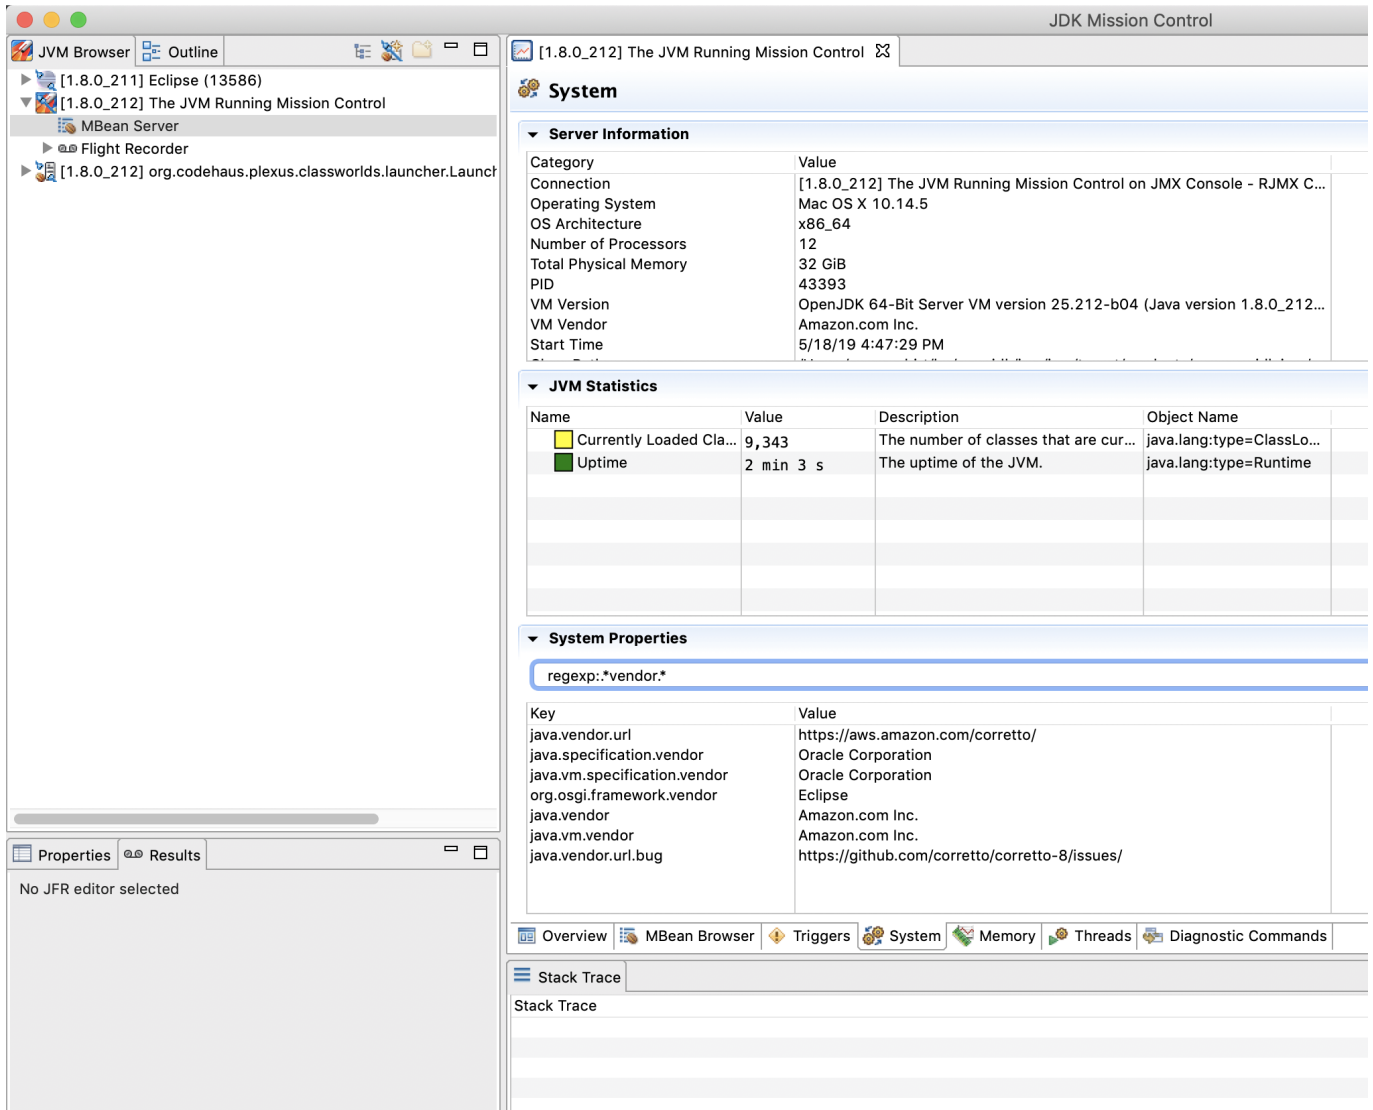 JDK Mission Control
JVM Browser
Outline
[1.8.0_211] Eclipse (13586)
[1.8.0_212] The JVM Running Mission Control
MBean Server
Flight Recorder
[1.8.0_212] org.codehaus.plexus.classworlds.launcher.Launch
Properties
Results
No JFR editor selected
[1.8.0_212] The JVM Running Mission Control
System
Server Information
Category Value
Connection [1.8.0_212] The JVM Running Mission Control on JMX Console - RJMX C...
Operating System Mac OS X 10.14.5
OS Architecture x86_64
Number of Processors 12
Total Physical Memory 32 GiB
PID 43393
VM Version OpenJDK 64-Bit Server VM version 25.212-b04 (Java version 1.8.0_212...
VM Vendor Amazon.com Inc.
Start Time 5/18/19 4:47:29 PM
JVM Statistics
Name Value Description Object Name
Currently Loaded Cla... 9,343 The number of classes that are cur... java.lang:type=ClassLo...
Uptime 2 min 3 s The uptime of the JVM. java.lang:type=Runtime
System Properties
regexp:.*vendor.*
Key Value
java.vendor.url https://aws.amazon.com/corretto/
java.specification.vendor Oracle Corporation
java.vm.specification.vendor Oracle Corporation
org.osgi.framework.vendor Eclipse
java.vendor Amazon.com Inc.
java.vm.vendor Amazon.com Inc.
java.vendor.url.bug https://github.com/corretto/corretto-8/issues/
Overview MBean Browser Triggers System Memory Threads Diagnostic Commands
Stack Trace
Stack Trace